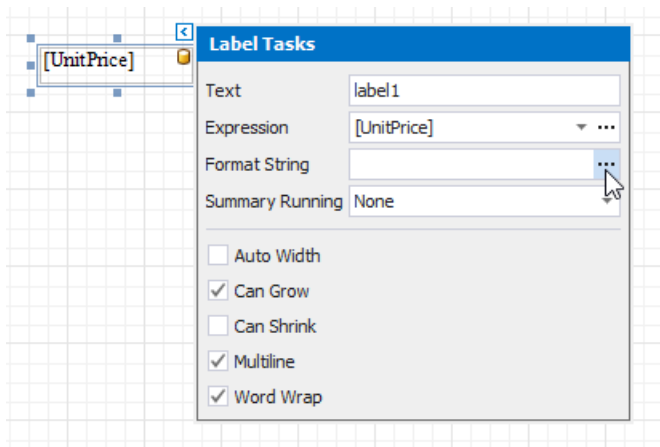 [UnitPrice]
Label Tasks
Text label1
Expression [UnitPrice]
Format String
Summary Running None
Auto Width
Can Grow
Can Shrink
Multiline
Word Wrap